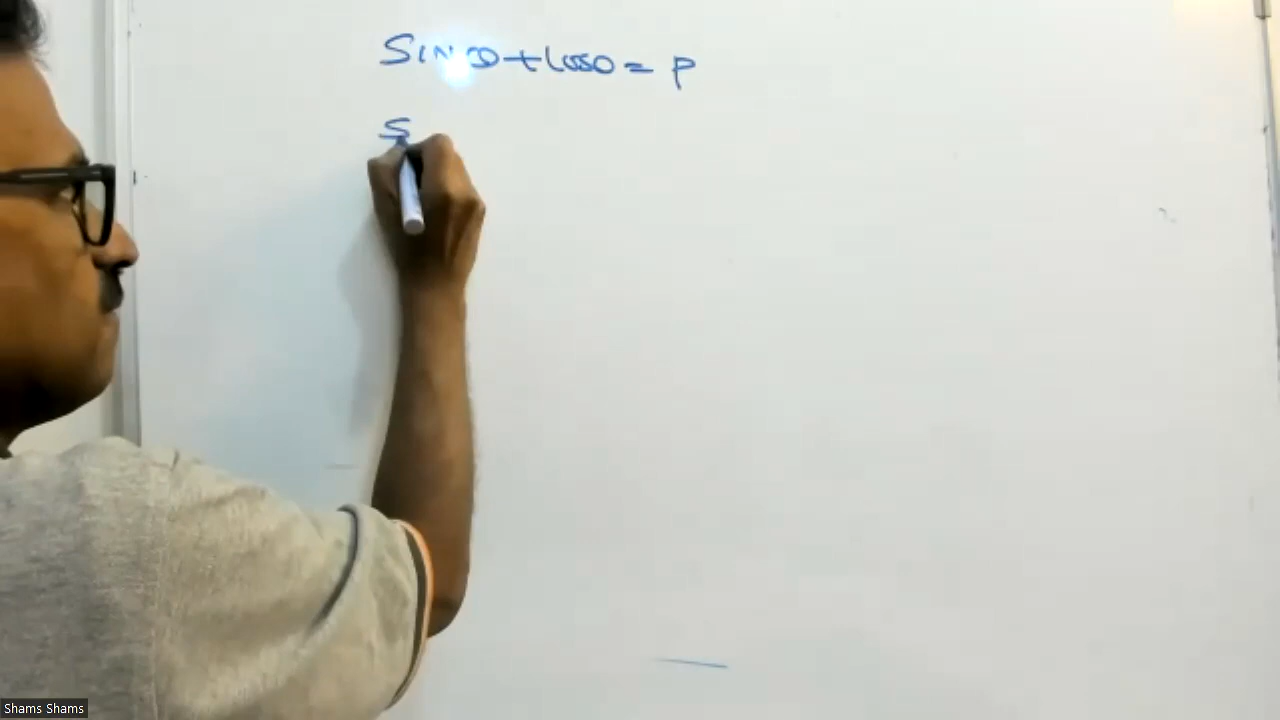 Sinθ + Cosθ = P
S
Shams Shams